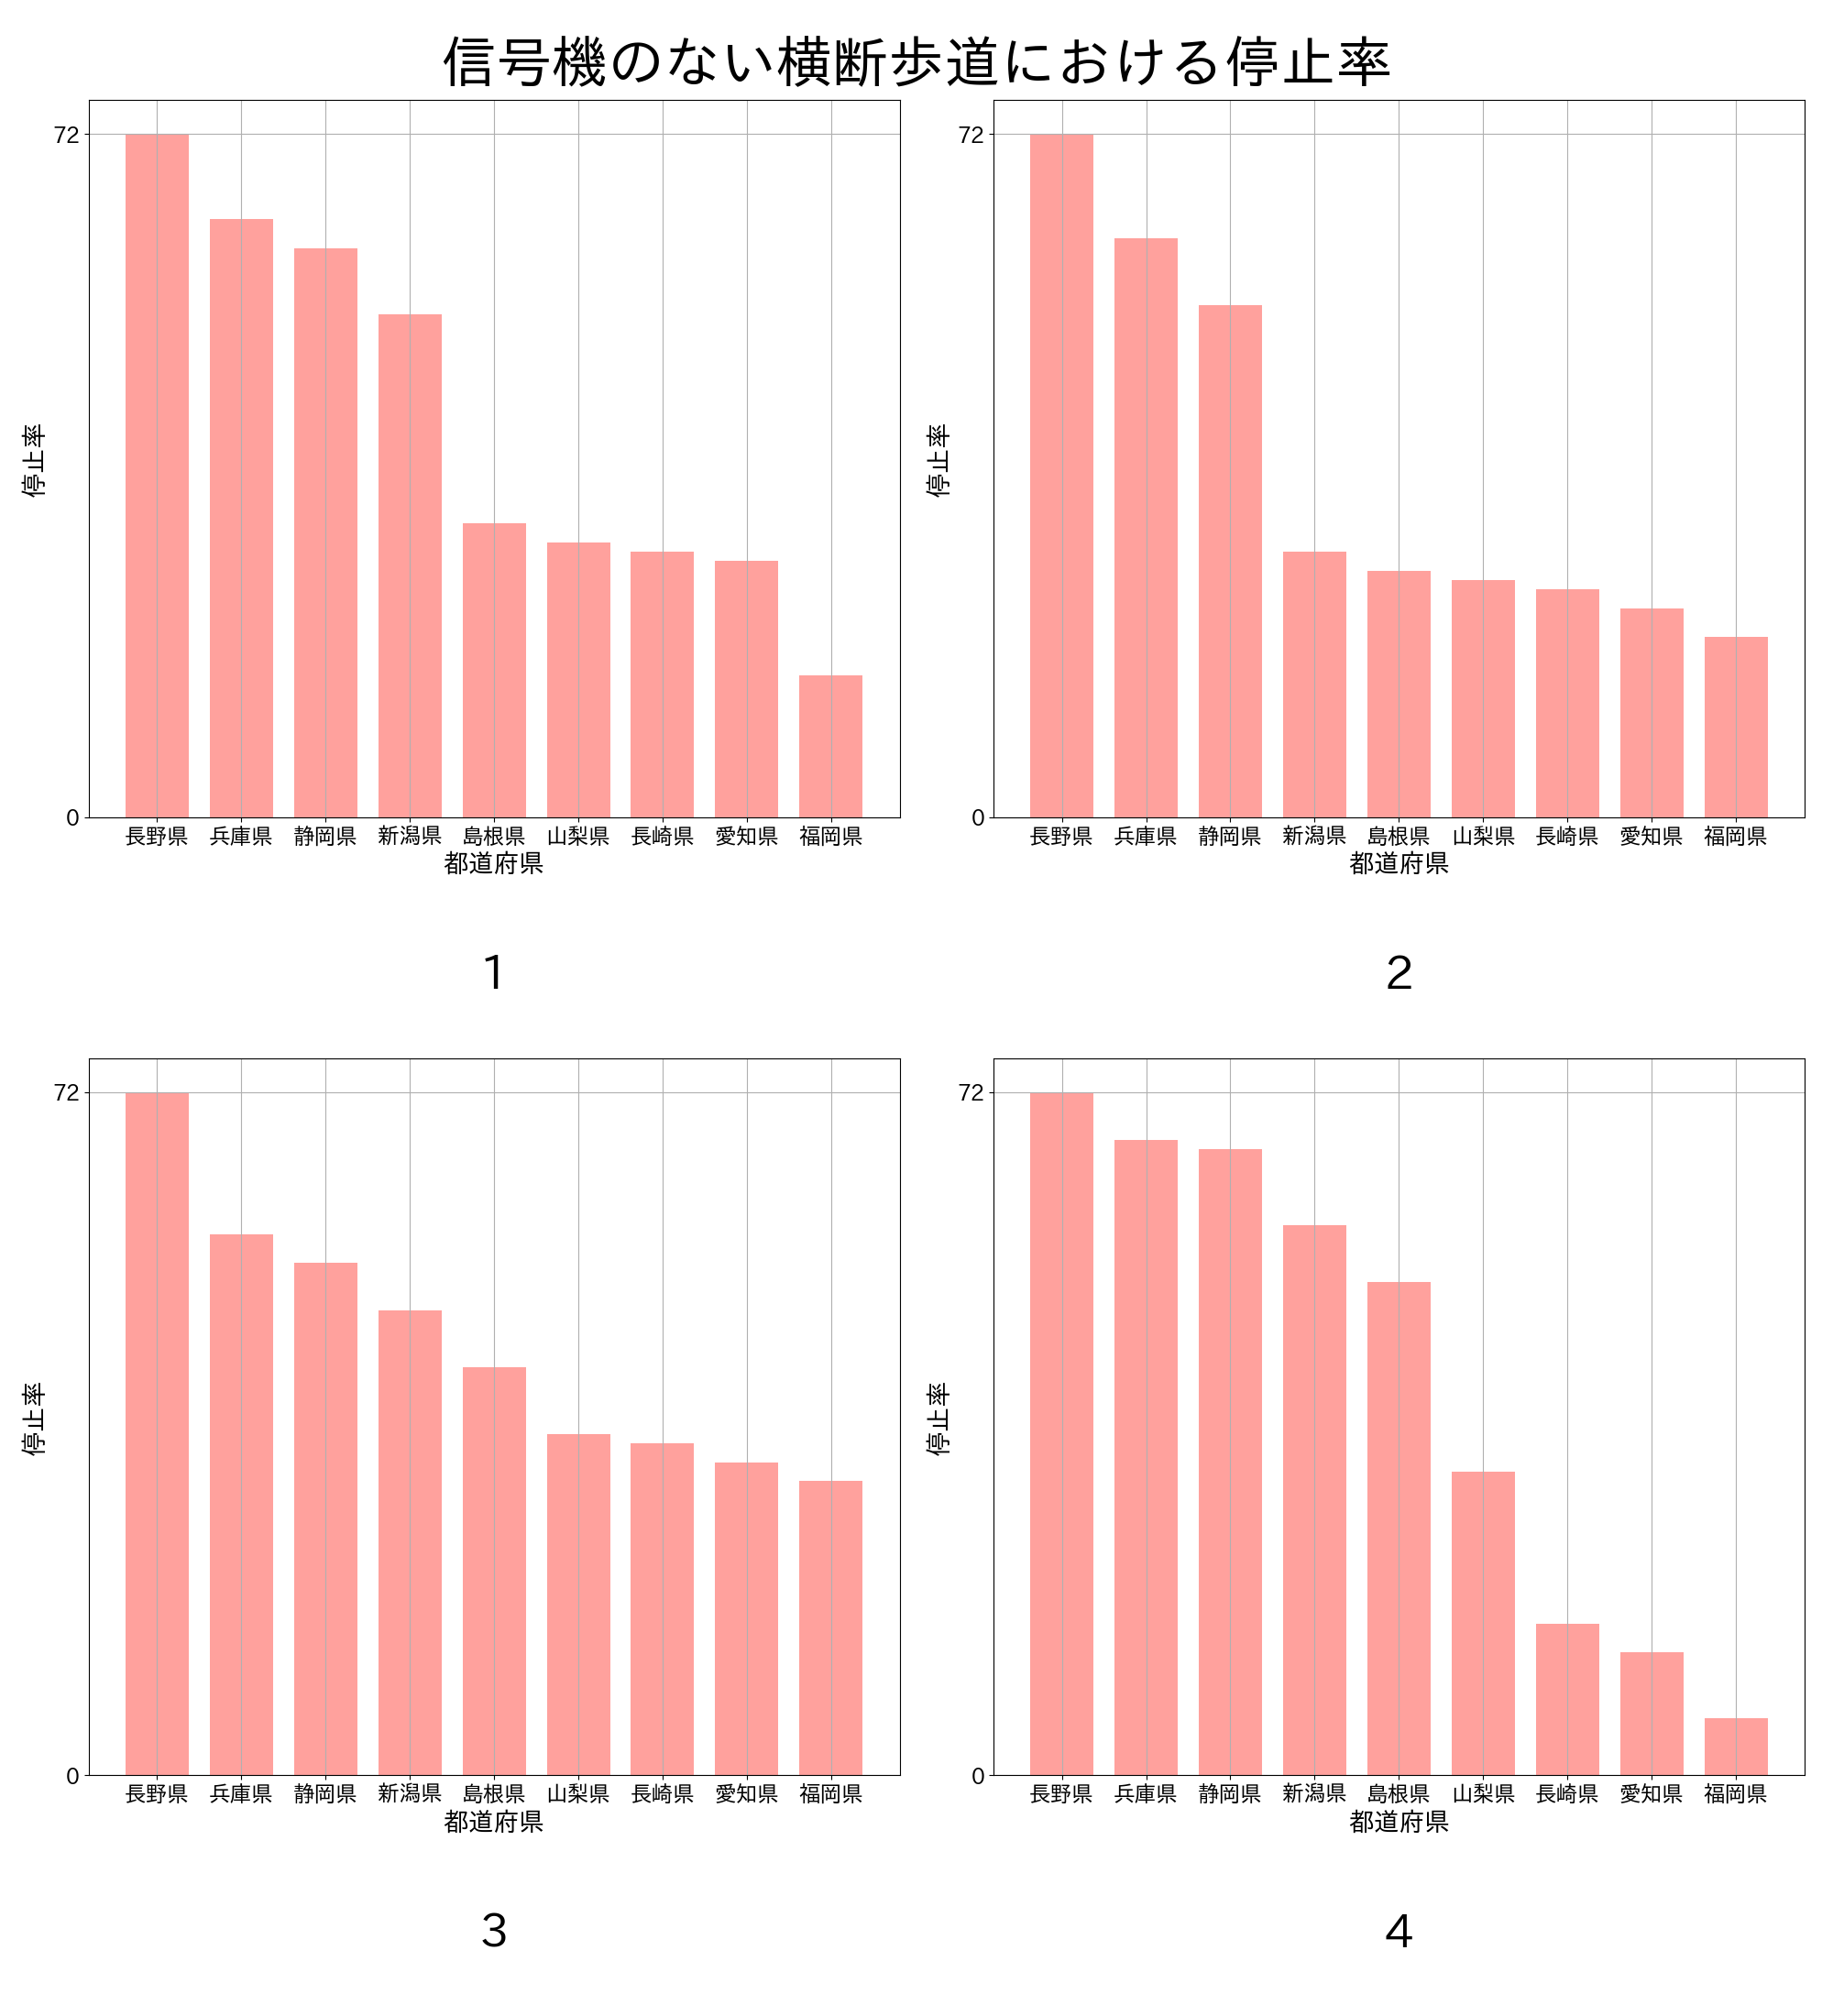 信号機のない横断歩道における停止率
72
停止率
0
長野県 兵庫県 静岡県 新潟県 島根県 山梨県 長崎県 愛知県 福岡県
都道府県
1
72
停止率
0
長野県 兵庫県 静岡県 新潟県 島根県 山梨県 長崎県 愛知県 福岡県
都道府県
2
72
停止率
0
長野県 兵庫県 静岡県 新潟県 島根県 山梨県 長崎県 愛知県 福岡県
都道府県
3
72
停止率
0
長野県 兵庫県 静岡県 新潟県 島根県 山梨県 長崎県 愛知県 福岡県
都道府県
4